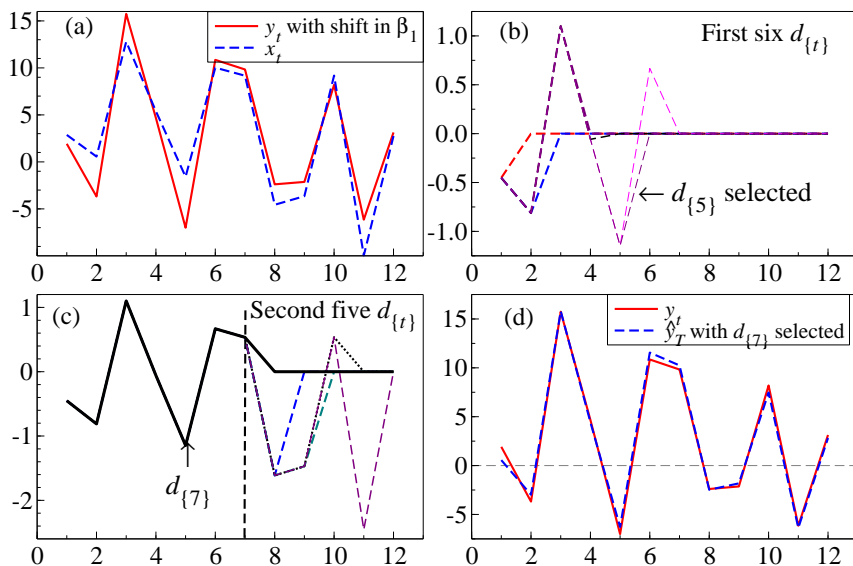 (a)
y_t with shift in β_1
x_t
15
10
5
0
-5
0 2 4 6 8 10 12
(b)
First six d_{t}
1.0
0.5
0.0
-0.5
-1.0
← d_{5} selected
0 2 4 6 8 10 12
(c)
Second five d_{t}
1
0
-1
-2
↑
d_{7}
0 2 4 6 8 10 12
(d)
y_t
ŷ_T with d_{7} selected
15
10
5
0
-5
0 2 4 6 8 10 12